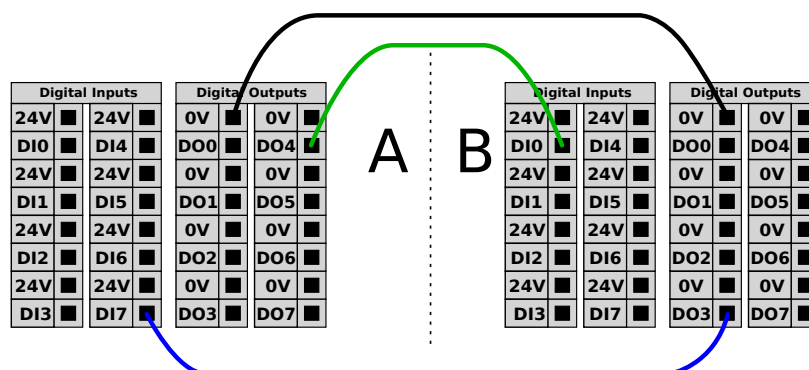 Digital Inputs Digital Outputs Digital Inputs Digital Outputs
24V 24V 0V 0V 24V 24V 0V 0V
DI0 DI4 DO0 DO4 A B DI0 DI4 DO0 DO4
24V 24V 0V 0V 24V 24V 0V 0V
DI1 DI5 DO1 DO5 DI1 DI5 DO1 DO5
24V 24V 0V 0V 24V 24V 0V 0V
DI2 DI6 DO2 DO6 DI2 DI6 DO2 DO6
24V 24V 0V 0V 24V 24V 0V 0V
DI3 DI7 DO3 DO7 DI3 DI7 DO3 DO7